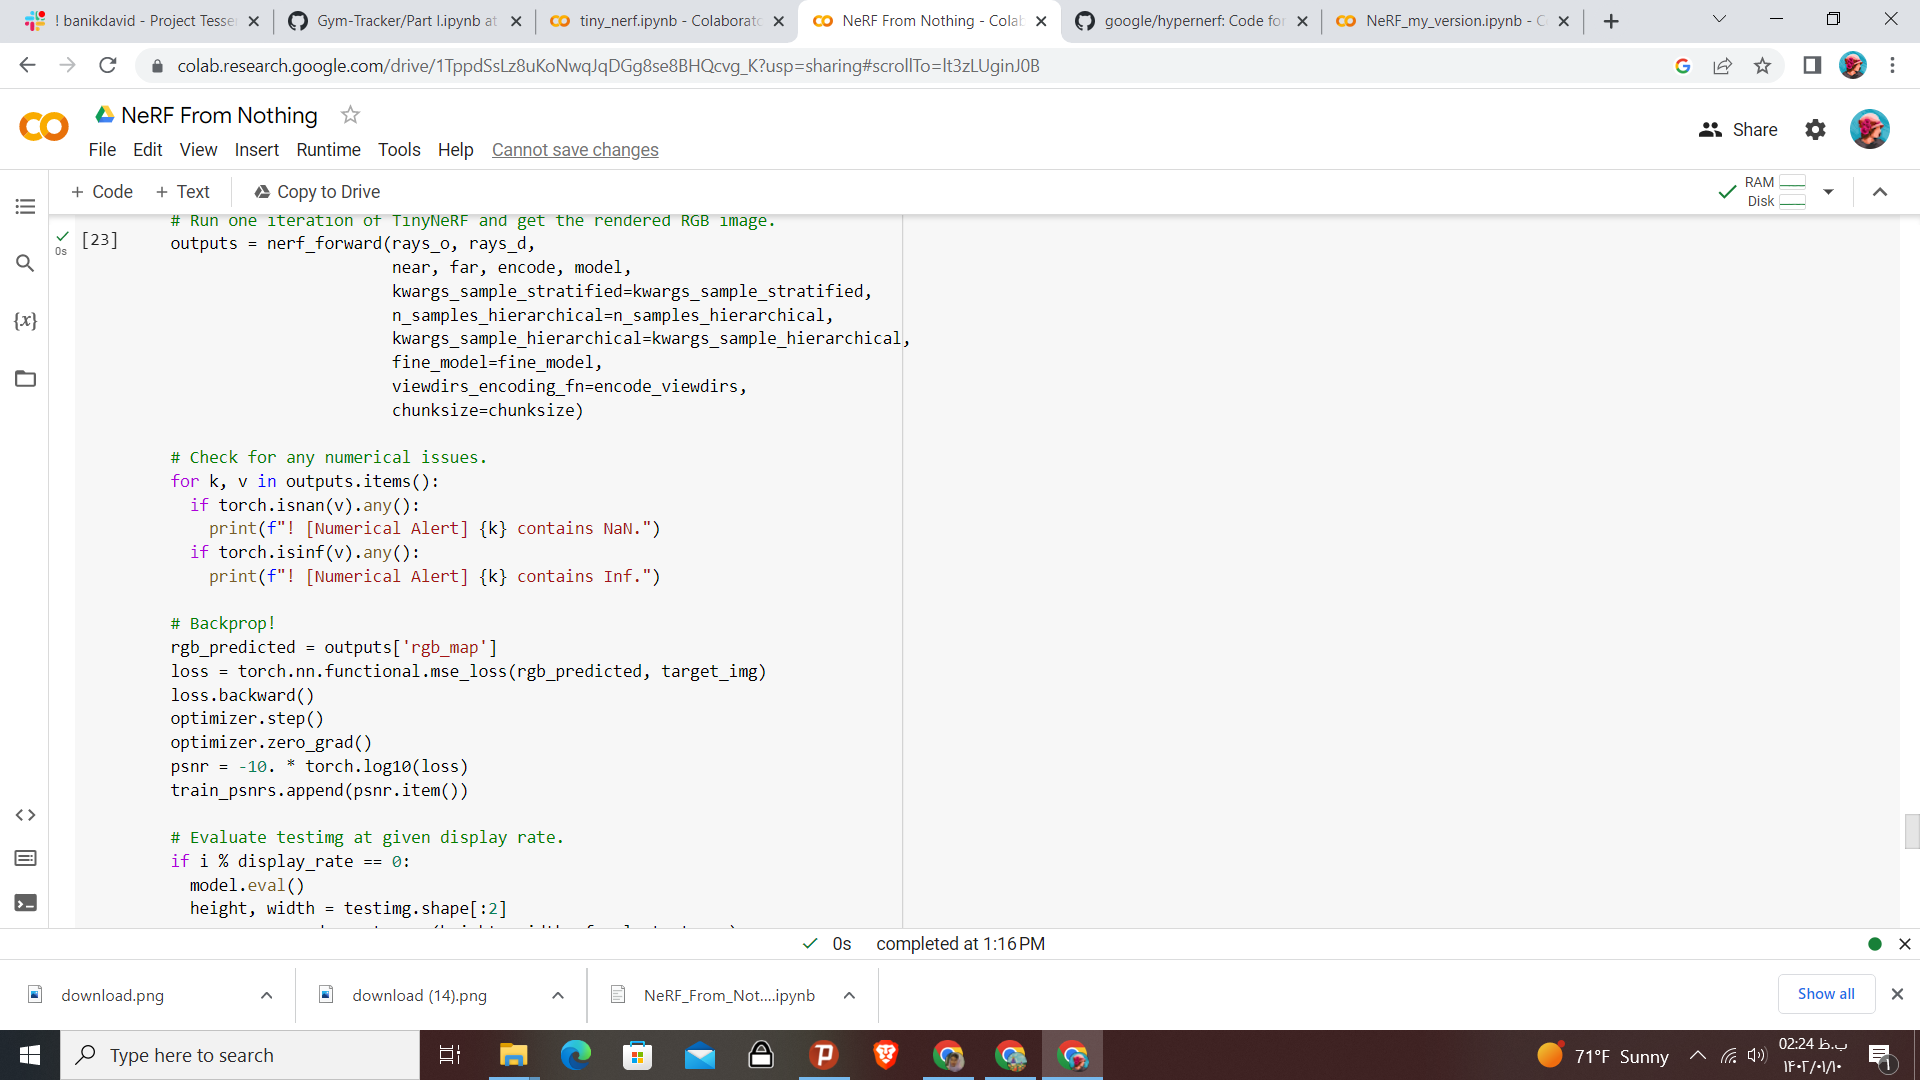 ! banikdavid - Project Tesse
Gym-Tracker/Part I.ipynb at
tiny_nerf.ipynb - Colaborato
NeRF From Nothing - Colab
google/hypernerf: Code for
NeRF_my_version.ipynb - C
colab.research.google.com/drive/1TppdSsLz8uKoNwqJqDGg8se8BHQcvg_K?usp=sharing#scrollTo=lt3zLUginJ0B
NeRF From Nothing
Share
File Edit View Insert Runtime Tools Help Cannot save changes
+ Code + Text Copy to Drive
RAM
Disk
[23]
0s
# Run one iteration of TinyNeRF and get the rendered RGB image.
outputs = nerf_forward(rays_o, rays_d,
near, far, encode, model,
kwargs_sample_stratified=kwargs_sample_stratified,
n_samples_hierarchical=n_samples_hierarchical,
kwargs_sample_hierarchical=kwargs_sample_hierarchical,
fine_model=fine_model,
viewdirs_encoding_fn=encode_viewdirs,
chunksize=chunksize)
# Check for any numerical issues.
for k, v in outputs.items():
if torch.isnan(v).any():
print(f"! [Numerical Alert] {k} contains NaN.")
if torch.isinf(v).any():
print(f"! [Numerical Alert] {k} contains Inf.")
# Backprop!
rgb_predicted = outputs['rgb_map']
loss = torch.nn.functional.mse_loss(rgb_predicted, target_img)
loss.backward()
optimizer.step()
optimizer.zero_grad()
psnr = -10. * torch.log10(loss)
train_psnrs.append(psnr.item())
# Evaluate testimg at given display rate.
if i % display_rate == 0:
model.eval()
height, width = testimg.shape[:2]
0s completed at 1:16 PM
download.png
download (14).png
NeRF_From_Not....ipynb
Show all
Type here to search
71°F Sunny
02:24 ب.ظ
۱۴۰۲/۰۱/۱۰
1